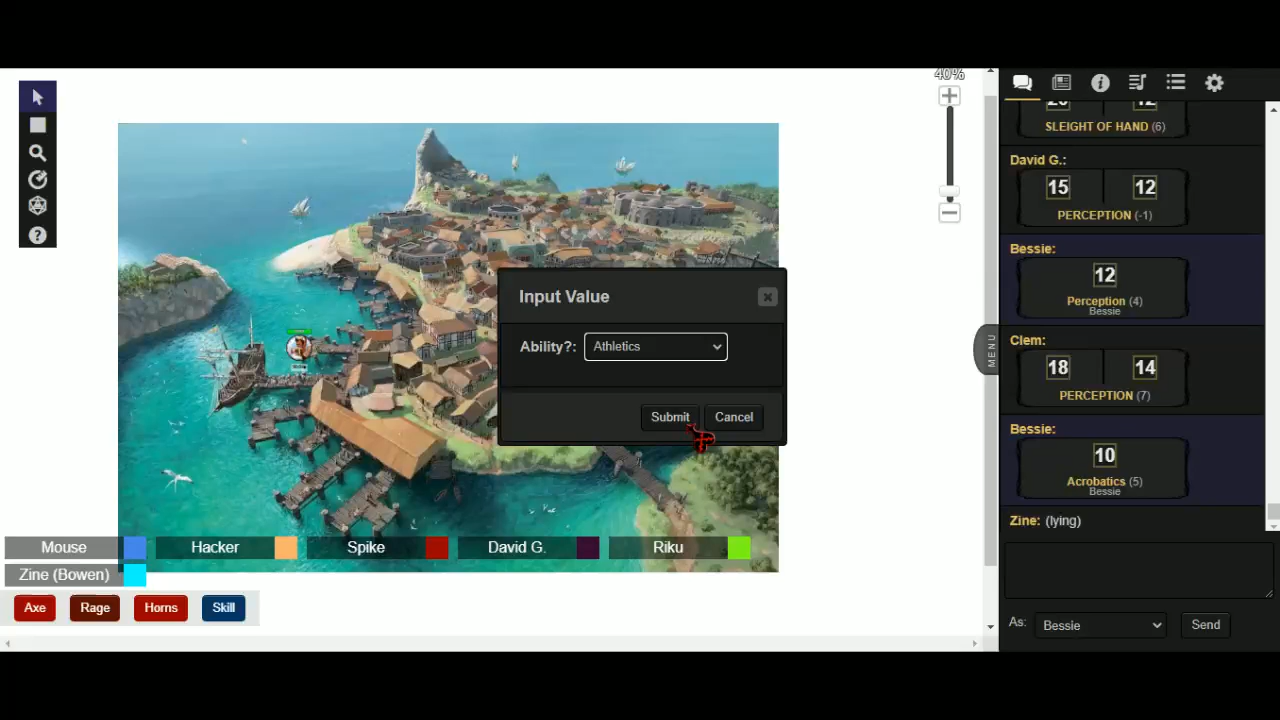 40%
SLEIGHT OF HAND (6)
David G.:
15 12
PERCEPTION (-1)
Bessie:
12
Perception (4)
Bessie
Clem:
18 14
PERCEPTION (7)
Bessie:
10
Acrobatics (5)
Bessie
Zine: (lying)
As: Bessie Send
MENU
Input Value
Ability?: Athletics
Submit Cancel
Mouse Hacker Spike David G. Riku
Zine (Bowen)
Axe Rage Horns Skill